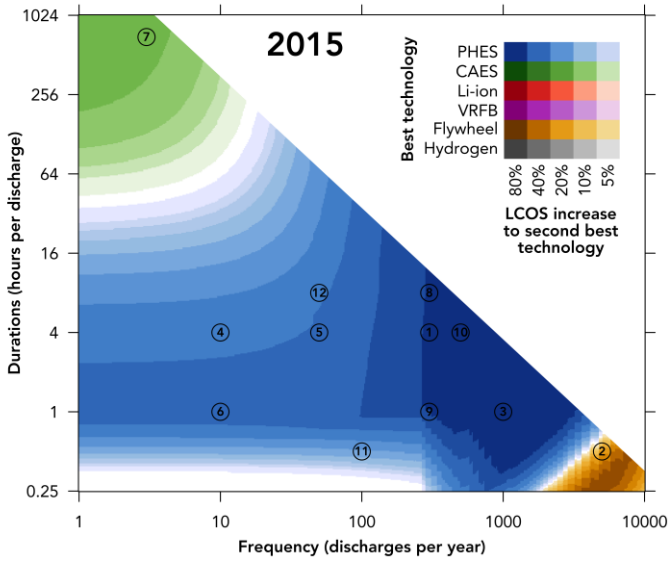 2015
Best technology
PHES
CAES
Li-ion
VRFB
Flywheel
Hydrogen
80% 40% 20% 10% 5%
LCOS increase
to second best
technology
Durations (hours per discharge)
1024
256
64
16
4
1
0.25
7
12
8
4
5
1
10
6
9
3
11
2
1 10 100 1000 10000
Frequency (discharges per year)